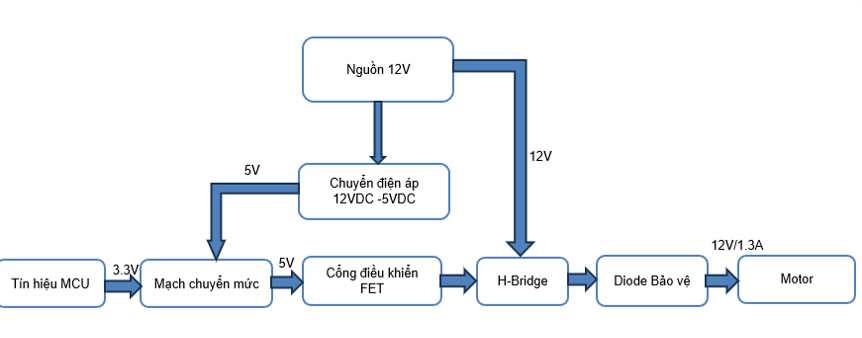 Nguồn 12V
12V
5V
Chuyển điện áp
12VDC -5VDC
12V/1.3A
Tín hiệu MCU
3.3V
Mạch chuyển mức
5V
Cổng điều khiển
FET
H-Bridge
Diode Bảo vệ
Motor